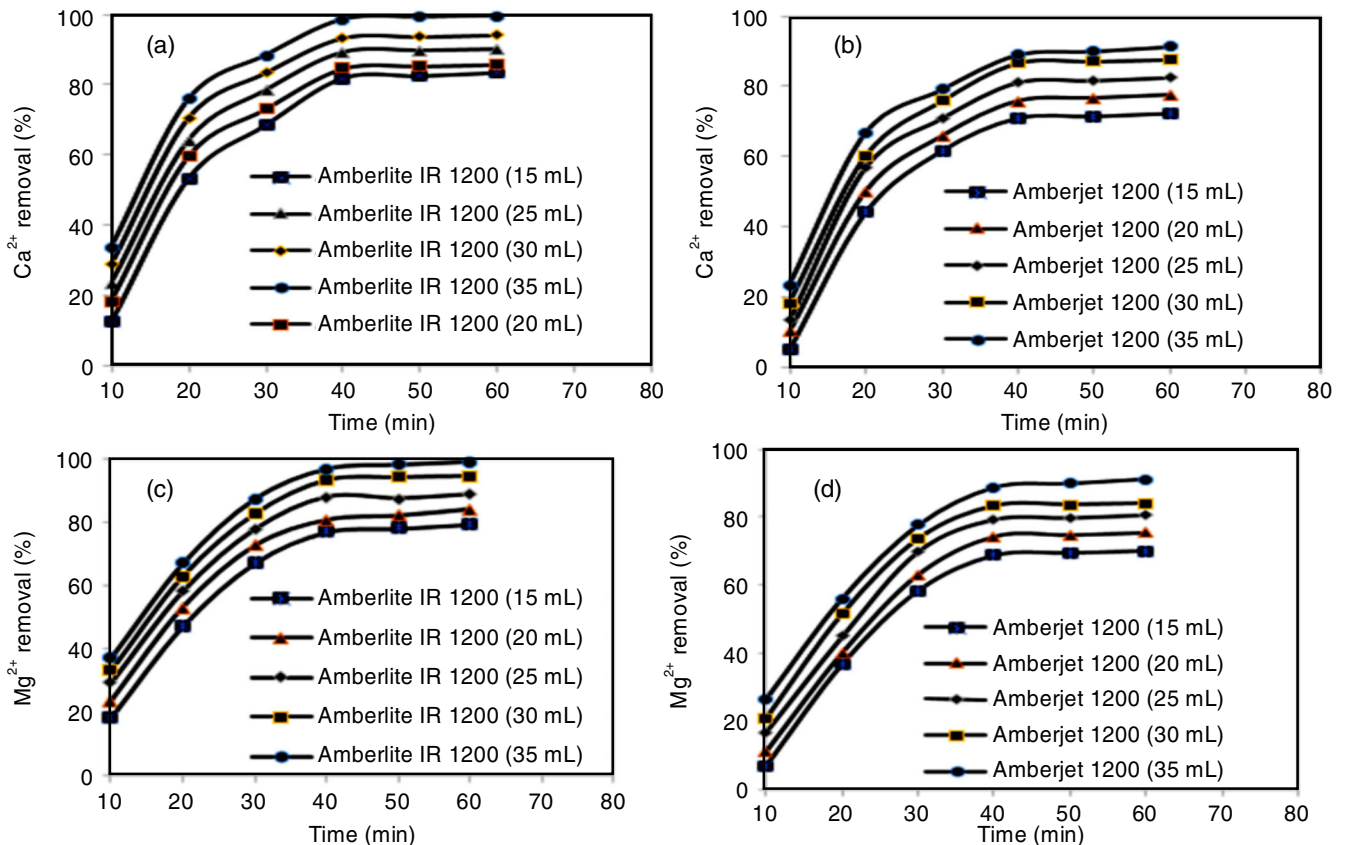 (a)
Ca2+ removal (%)
100
80
60
40
20
0
Amberlite IR 1200 (15 mL)
Amberlite IR 1200 (25 mL)
Amberlite IR 1200 (30 mL)
Amberlite IR 1200 (35 mL)
Amberlite IR 1200 (20 mL)
10 20 30 40 50 60 70 80
Time (min)
(b)
Ca2+ removal (%)
100
80
60
40
20
0
Amberjet 1200 (15 mL)
Amberjet 1200 (20 mL)
Amberjet 1200 (25 mL)
Amberjet 1200 (30 mL)
Amberjet 1200 (35 mL)
10 20 30 40 50 60 70 80
Time (min)
(c)
Mg2+ removal (%)
100
80
60
40
20
0
Amberlite IR 1200 (15 mL)
Amberlite IR 1200 (20 mL)
Amberlite IR 1200 (25 mL)
Amberlite IR 1200 (30 mL)
Amberlite IR 1200 (35 mL)
10 20 30 40 50 60 70 80
Time (min)
(d)
Mg2+ removal (%)
100
80
60
40
20
0
Amberjet 1200 (15 mL)
Amberjet 1200 (20 mL)
Amberjet 1200 (25 mL)
Amberjet 1200 (30 mL)
Amberjet 1200 (35 mL)
10 20 30 40 50 60 70 80
Time (min)